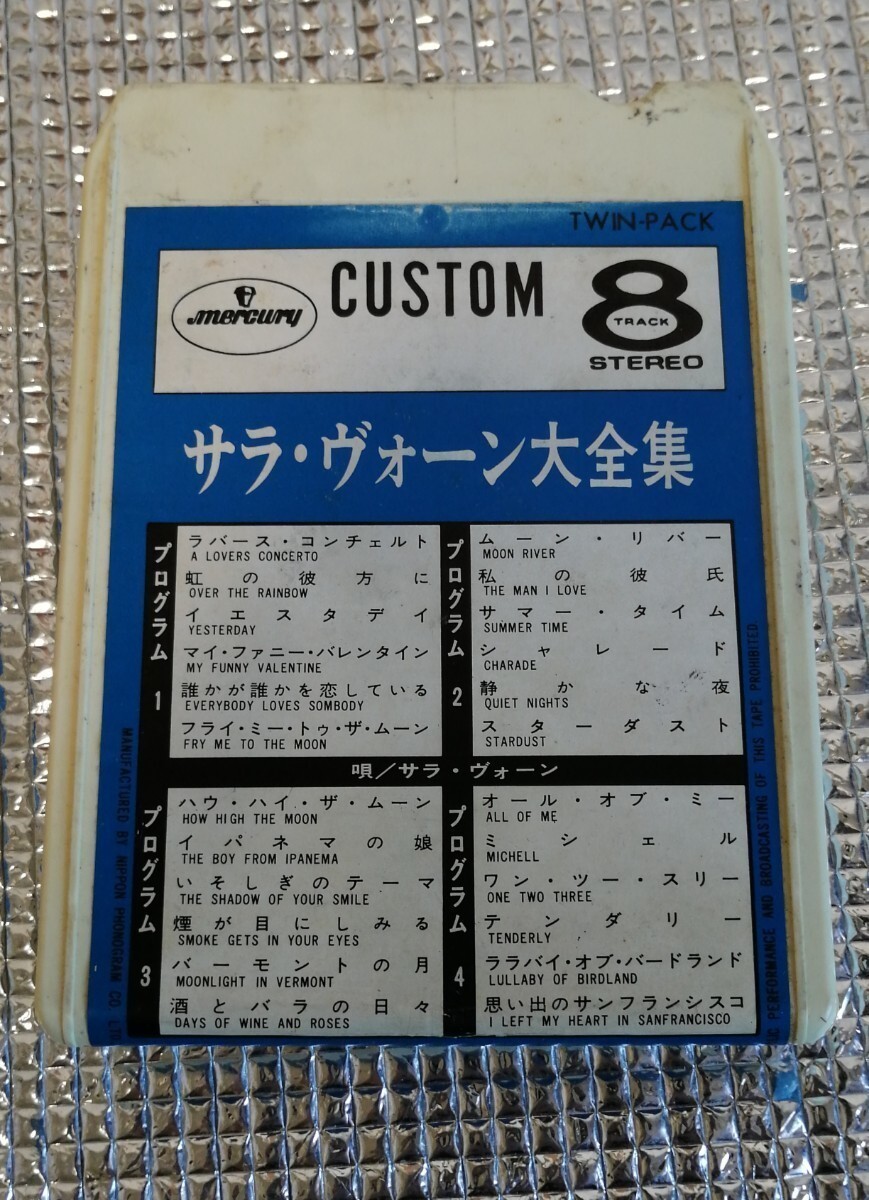 TWIN-PACK
mercury
CUSTOM
8
TRACK
STEREO
サラ・ヴォーン大全集
プログラム 1
ラバース・コンチェルト
A LOVERS CONCERTO
虹の彼方に
OVER THE RAINBOW
イエスタデイ
YESTERDAY
マイ・ファニー・バレンタイン
MY FUNNY VALENTINE
誰かが誰かを恋している
EVERYBODY LOVES SOMBODY
フライ・ミー・トゥ・ザ・ムーン
FRY ME TO THE MOON
プログラム 2
ムーン・リバー
MOON RIVER
私の彼氏
THE MAN I LOVE
サマー・タイム
SUMMER TIME
シャレード
CHARADE
静かな夜
QUIET NIGHTS
スターダスト
STARDUST
唄/サラ・ヴォーン
プログラム 3
ハウ・ハイ・ザ・ムーン
HOW HIGH THE MOON
イパネマの娘
THE BOY FROM IPANEMA
いそしぎのテーマ
THE SHADOW OF YOUR SMILE
煙が目にしみる
SMOKE GETS IN YOUR EYES
バーモントの月
MOONLIGHT IN VERMONT
酒とバラの日々
DAYS OF WINE AND ROSES
プログラム 4
オール・オブ・ミー
ALL OF ME
ミシェル
MICHELL
ワン・ツー・スリー
ONE TWO THREE
テンダリー
TENDERLY
ララバイ・オブ・バードランド
LULLABY OF BIRDLAND
思い出のサンフランシスコ
I LEFT MY HEART IN SANFRANCISCO
MANUFACTURED BY NIPPON PHONOGRAM CO. LTD
PERFORMANCE AND BROADCASTING OF THIS TAPE PROHIBITED